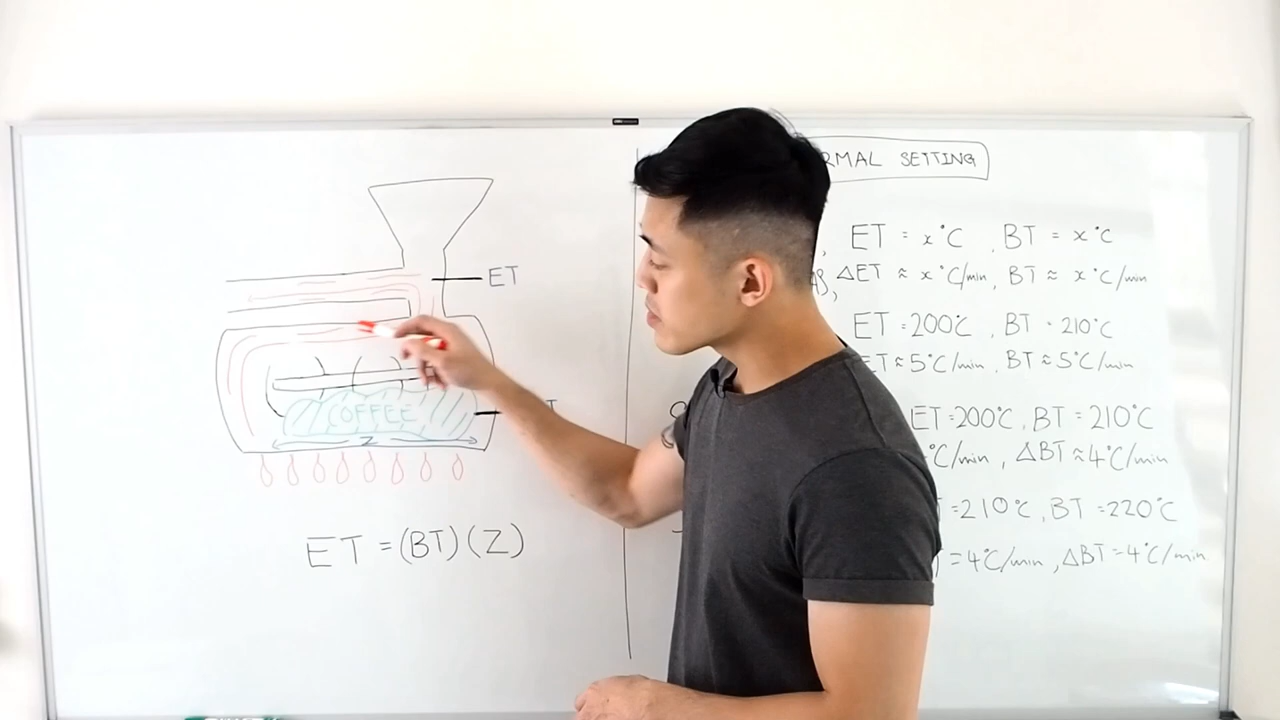 ET
COFFEE
Z
ET = (BT)(Z)
RMAL SETTING
, ET = x°C , BT = x°C
, ΔET ≈ x°C/min, BT ≈ x°C/min
ET = 200°C , BT = 210°C
ET ≈ 5°C/min, BT ≈ 5°C/min
ET = 200°C, BT = 210°C
°C/min , ΔBT ≈ 4°C/min
= 210°C, BT = 220°C
= 4°C/min, ΔBT = 4°C/min